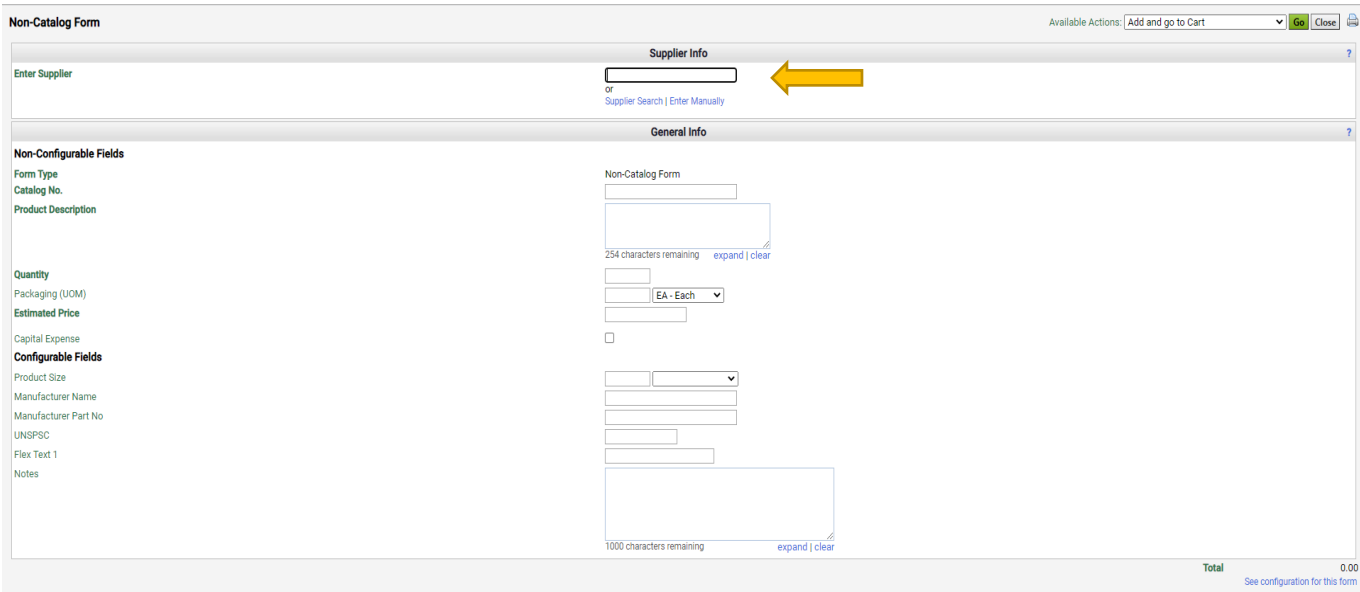 Non-Catalog Form
Available Actions: Add and go to Cart Go Close
Supplier Info ?
Enter Supplier
or
Supplier Search | Enter Manually
General Info ?
Non-Configurable Fields
Form Type Non-Catalog Form
Catalog No.
Product Description
254 characters remaining expand | clear
Quantity
Packaging (UOM) EA - Each
Estimated Price
Capital Expense
Configurable Fields
Product Size
Manufacturer Name
Manufacturer Part No
UNSPSC
Flex Text 1
Notes
1000 characters remaining expand | clear
Total 0.00
See configuration for this form